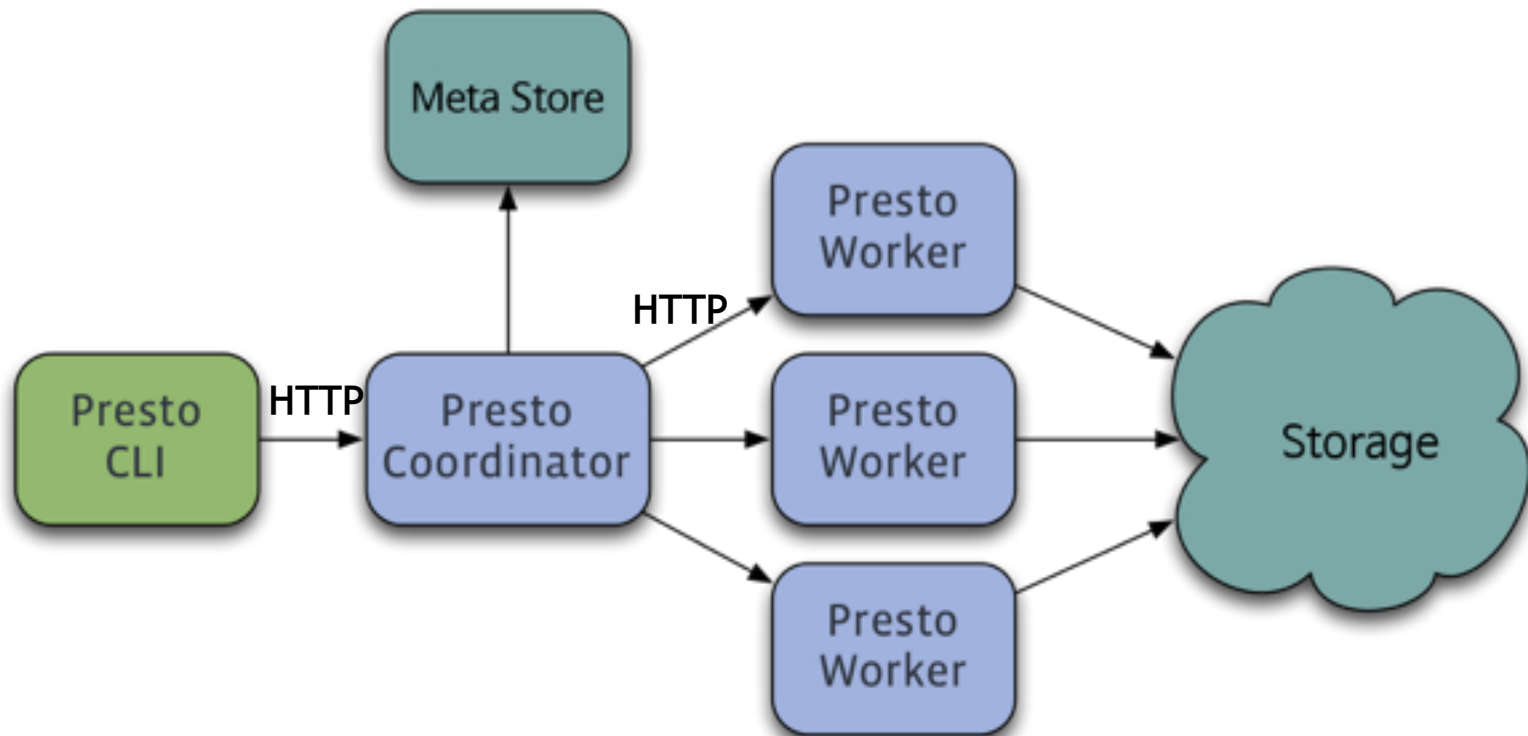 Meta Store
Presto
Worker
HTTP
Presto
CLI
HTTP
Presto
Coordinator
Presto
Worker
Storage
Presto
Worker